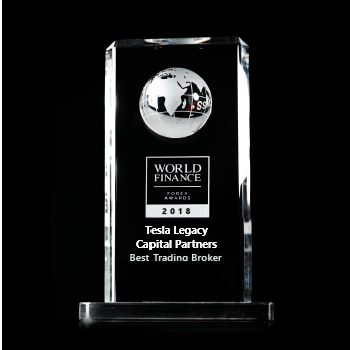 WORLD
FINANCE
FOREX
AWARDS
2018
Tesla Legacy
Capital Partners
Best Trading Broker